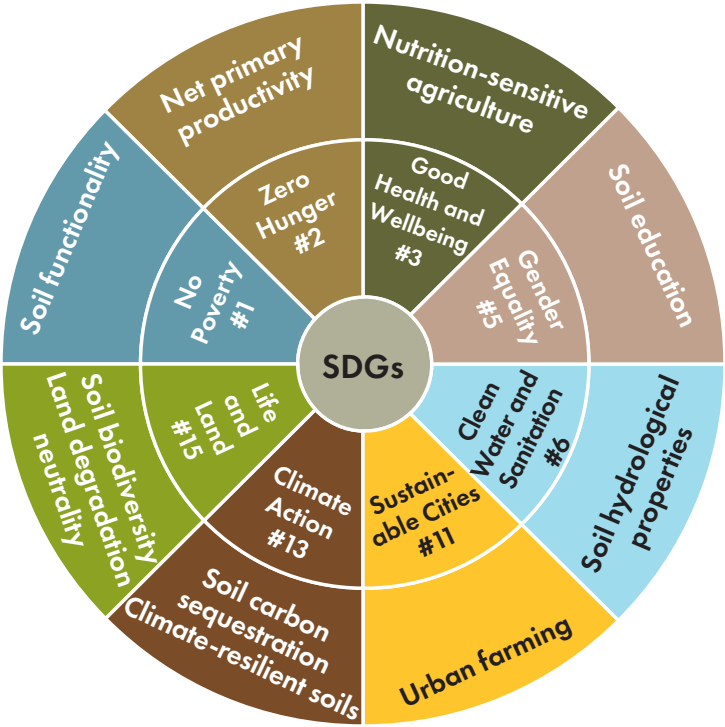 Net primary
productivity
Zero
Hunger
#2
Nutrition-sensitive
agriculture
Good
Health and
Wellbeing
#3
Soil education
Gender
Equality
#5
Soil hydrological
properties
Clean
Water and
Sanitation
#6
Urban farming
Sustain-
able Cities
#11
Climate
Action
#13
Soil carbon
sequestration
Climate-resilient soils
Life
and
Land
#15
Soil biodiversity
Land degradation
neutrality
Soil functionality
No
Poverty
#1
SDGs